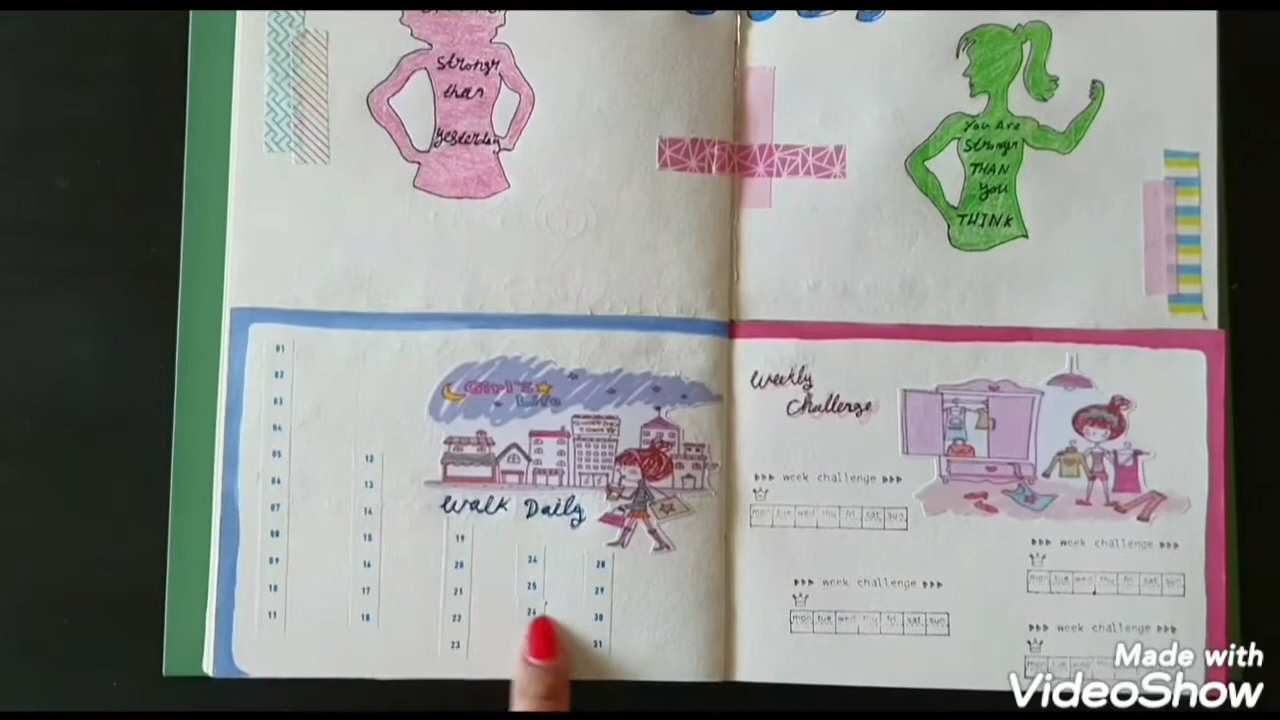 Stronger
than
Yesterday
You Are
Stronger
THAN
You
THINK
01
02
03
04
05
06
07
08
09
10
11
12
13
14
15
16
17
18
Girl's
Life
Walk Daily
19
20
21
22
23
24
25
26
28
29
30
31
Weekly
Challenge
week challenge
mon tue wed thu fri sat sun
week challenge
mon tue wed thu fri sat sun
week challenge
mon tue wed thu fri sat sun
week challenge
mon tue wed
Made with
VideoShow